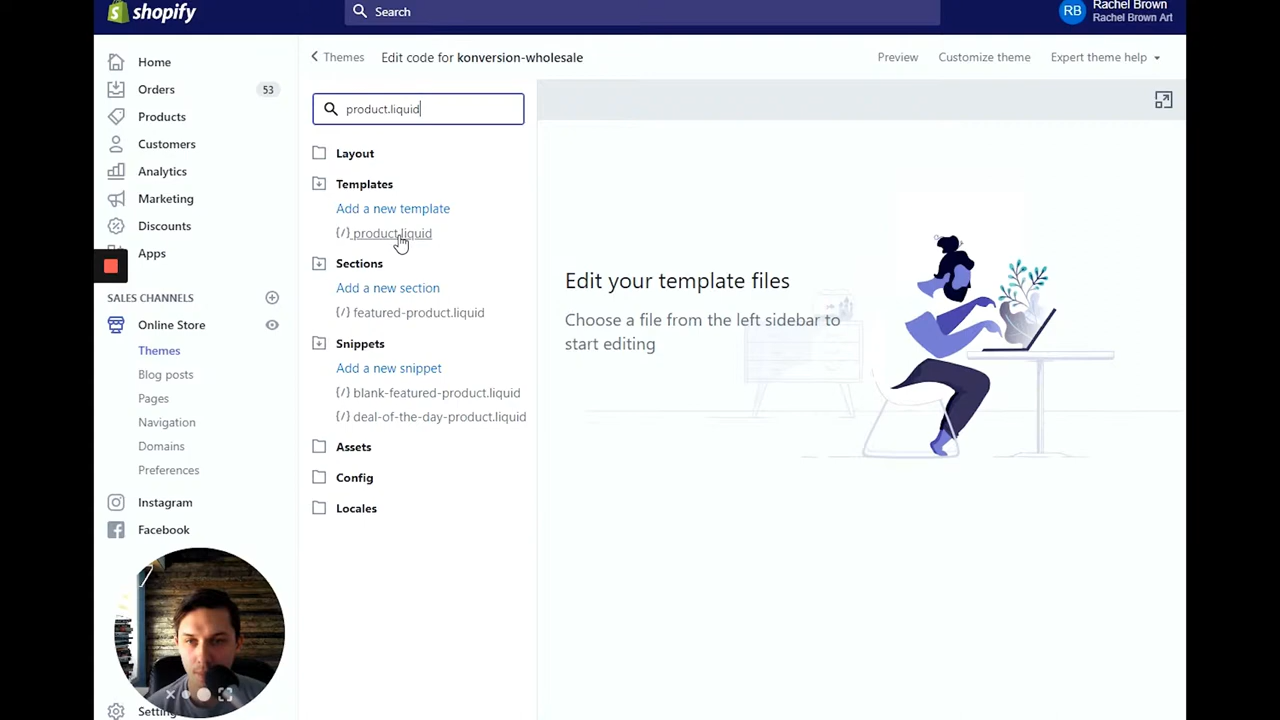 shopify
Search
Rachel Brown
Rachel Brown Art
RB
Home
Orders 53
Products
Customers
Analytics
Marketing
Discounts
Apps
SALES CHANNELS
Online Store
Themes
Blog posts
Pages
Navigation
Domains
Preferences
Instagram
Facebook
Themes Edit code for konversion-wholesale
Preview Customize theme Expert theme help
product.liquid
Layout
Templates
Add a new template
{/} product.liquid
Sections
Add a new section
{/} featured-product.liquid
Snippets
Add a new snippet
{/} blank-featured-product.liquid
{/} deal-of-the-day-product.liquid
Assets
Config
Locales
Edit your template files
Choose a file from the left sidebar to
start editing